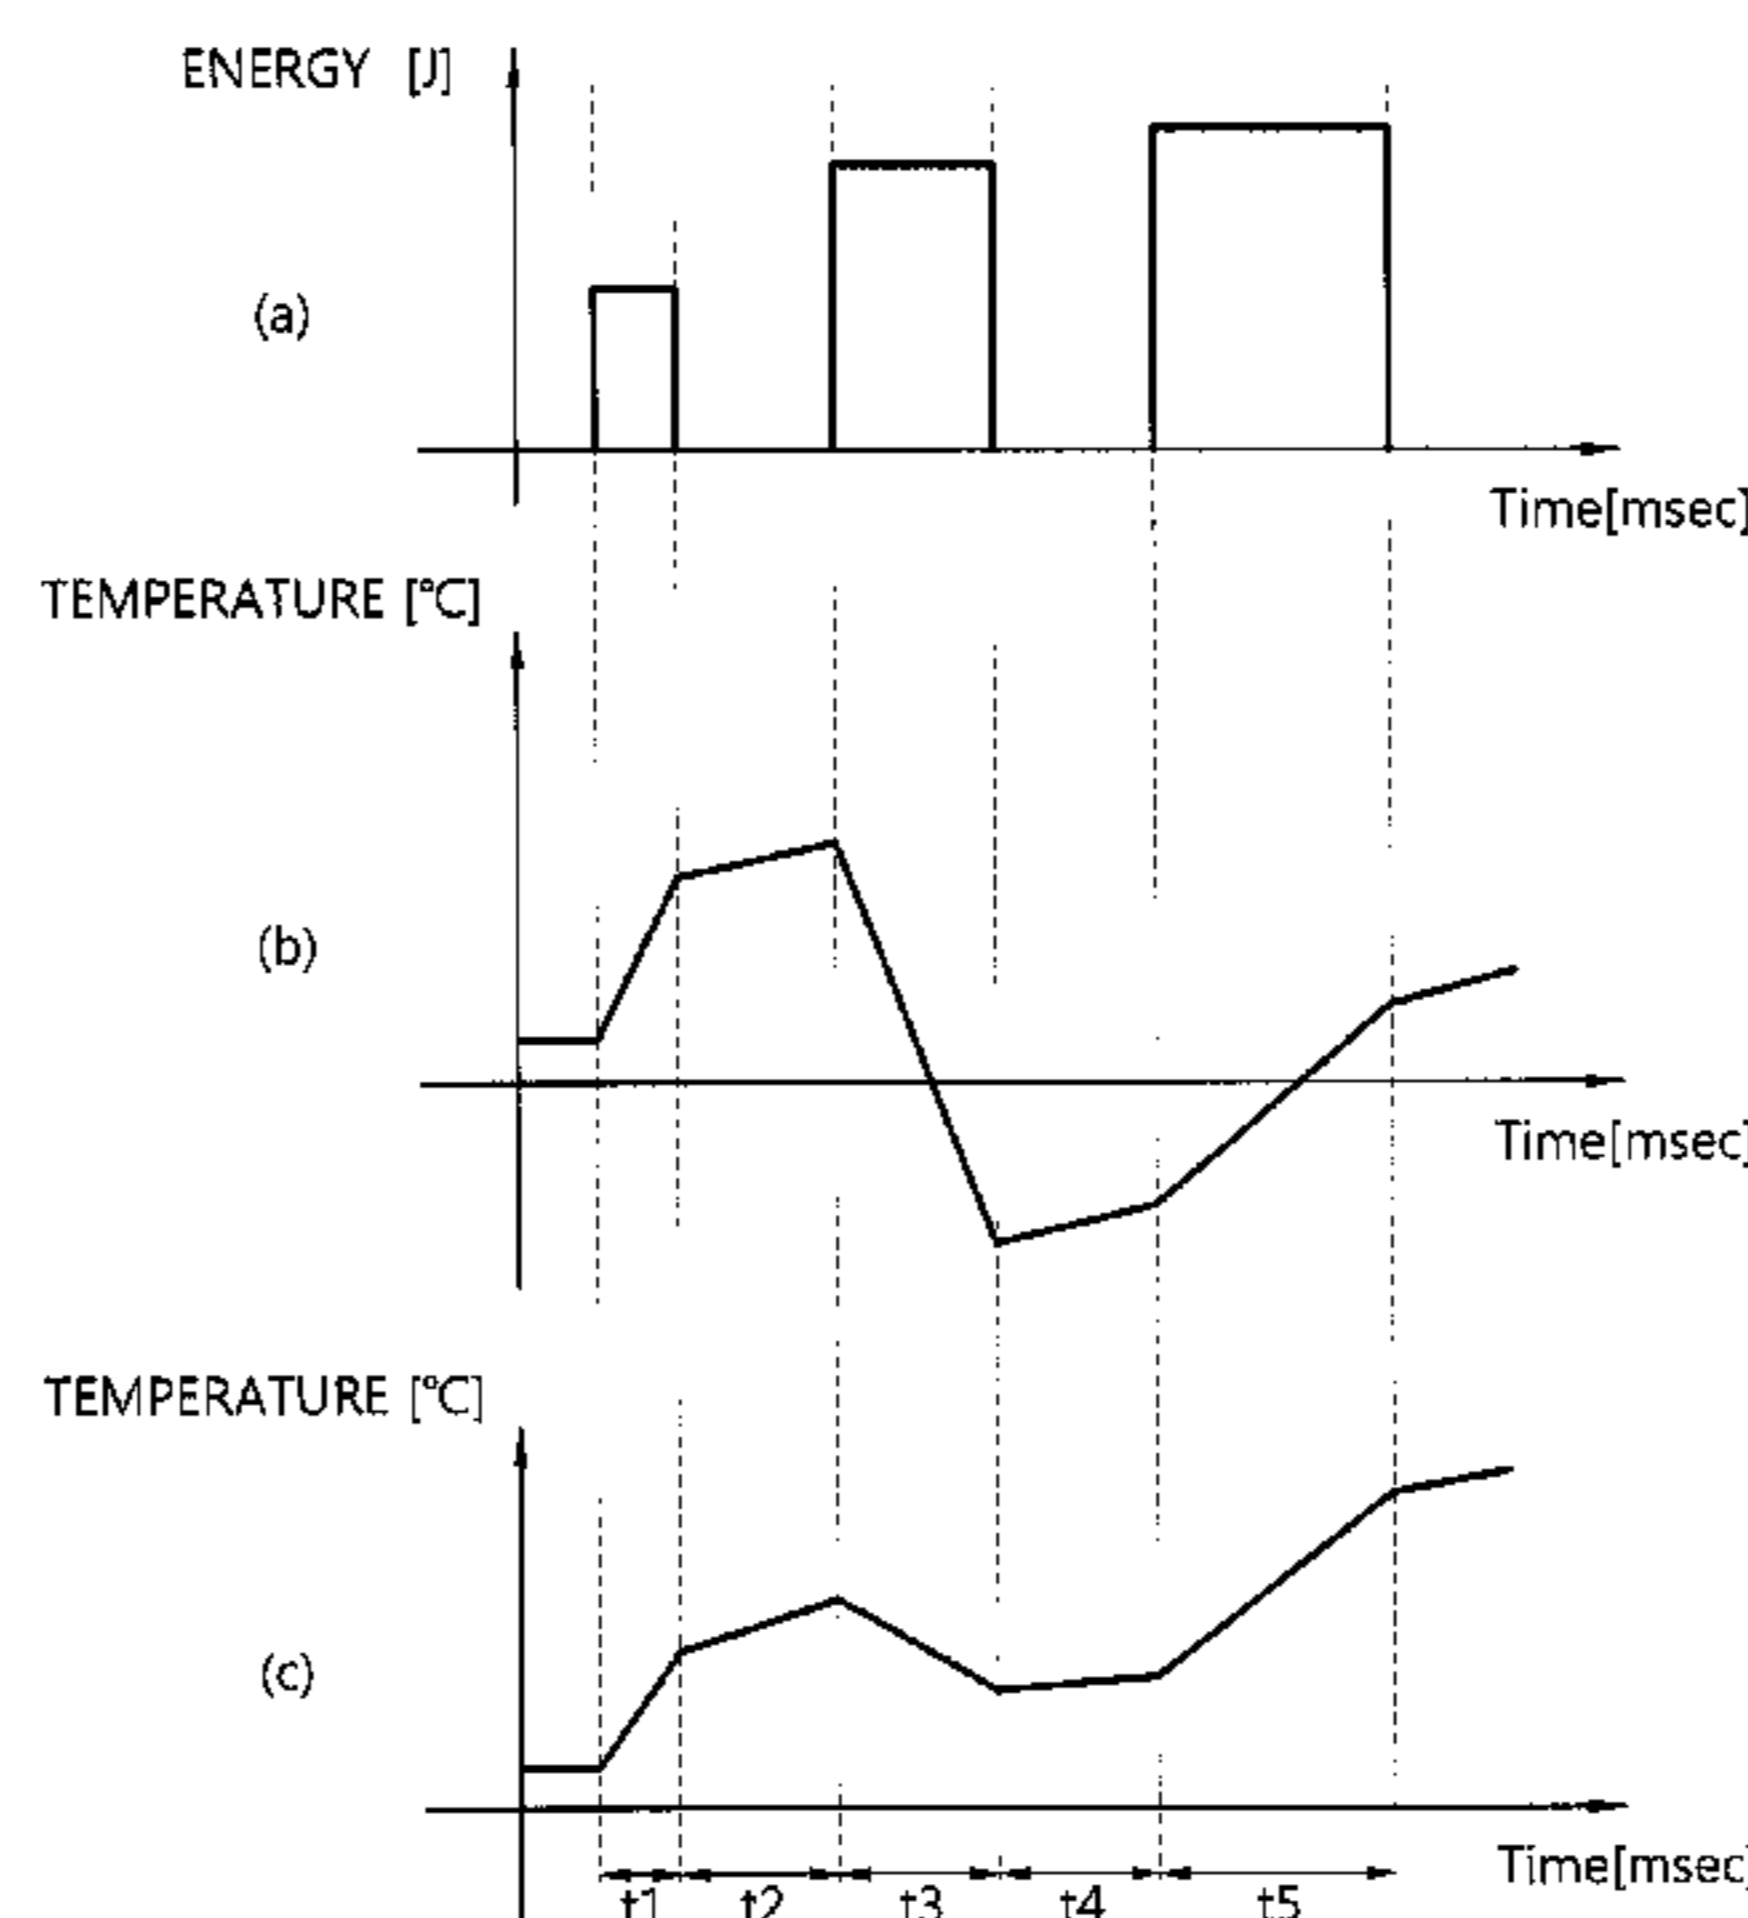 ENERGY [J]
(a)
Time[msec]
TEMPERATURE [°C]
(b)
Time[msec]
TEMPERATURE [°C]
(c)
Time[msec]
t1 t2 t3 t4 t5